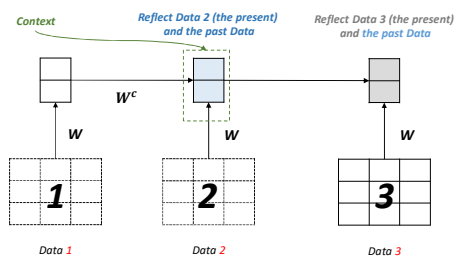 Context
Reflect Data 2 (the present)
and the past Data
Reflect Data 3 (the present)
and the past Data
W^c
W
W
W
1
2
3
Data 1
Data 2
Data 3